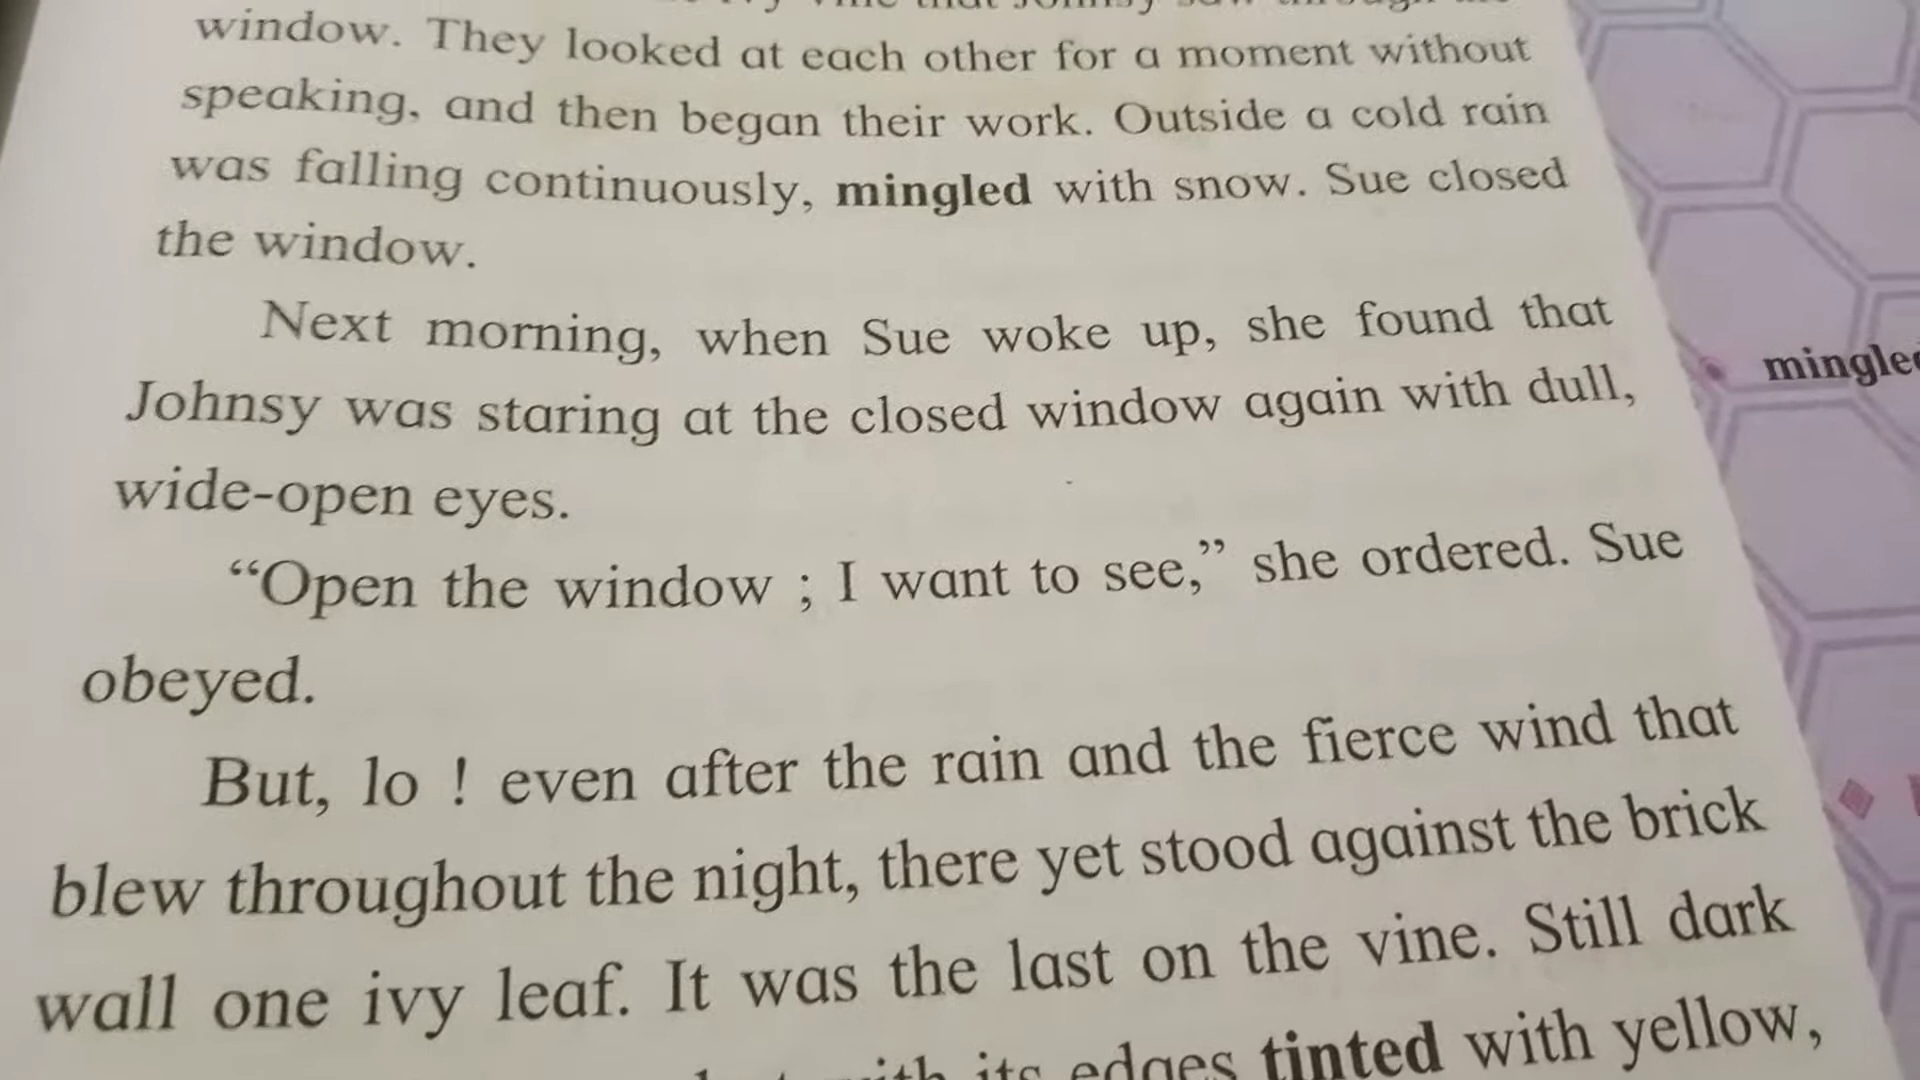 window. They looked at each other for a moment without
speaking, and then began their work. Outside a cold rain
was falling continuously, mingled with snow. Sue closed
the window.
Next morning, when Sue woke up, she found that
Johnsy was staring at the closed window again with dull,
wide-open eyes.
“Open the window ; I want to see,” she ordered. Sue
obeyed.
But, lo ! even after the rain and the fierce wind that
blew throughout the night, there yet stood against the brick
wall one ivy leaf. It was the last on the vine. Still dark
with its edges tinted with yellow,
mingled